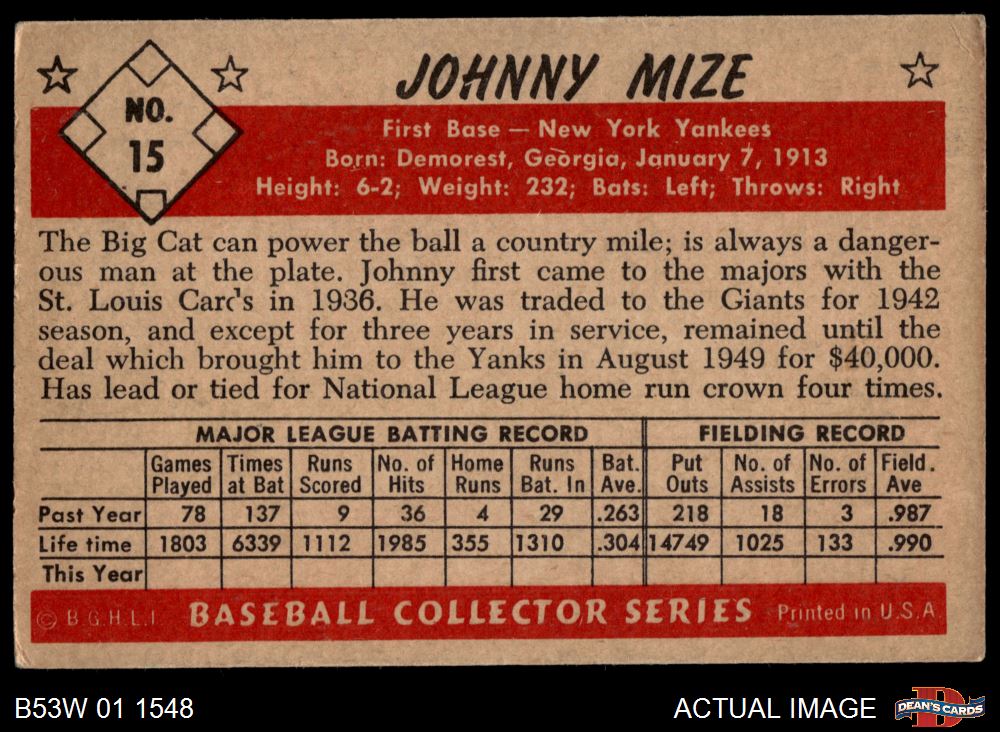 JOHNNY MIZE
NO.
15
First Base — New York Yankees
Born: Demorest, Georgia, January 7, 1913
Height: 6-2; Weight: 232; Bats: Left; Throws: Right
The Big Cat can power the ball a country mile; is always a danger-
ous man at the plate. Johnny first came to the majors with the
St. Louis Carc's in 1936. He was traded to the Giants for 1942
season, and except for three years in service, remained until the
deal which brought him to the Yanks in August 1949 for $40,000.
Has lead or tied for National League home run crown four times.
MAJOR LEAGUE BATTING RECORD FIELDING RECORD
Games Times Runs No. of Home Runs Bat. Put No. of No. of Field.
Played at Bat Scored Hits Runs Bat. In Ave. Outs Assists Errors Ave
Past Year 78 137 9 36 4 29 .263 218 18 3 .987
Life time 1803 6339 1112 1985 355 1310 .304 14749 1025 133 .990
This Year
© B.G.H.L.I BASEBALL COLLECTOR SERIES Printed in U.S.A.
B53W 01 1548 ACTUAL IMAGE DEAN'S CARDS